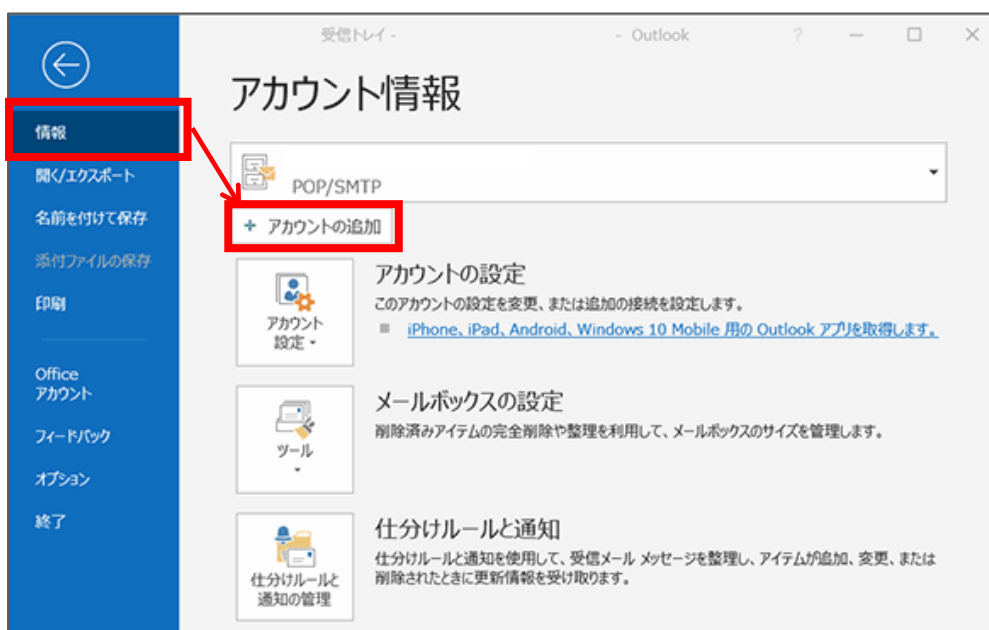 受信トレイ - - Outlook
アカウント情報
情報
開く/エクスポート
名前を付けて保存
添付ファイルの保存
印刷
Office
アカウント
フィードバック
オプション
終了
POP/SMTP
+ アカウントの追加
アカウント
設定
アカウントの設定
このアカウントの設定を変更、または追加の接続を設定します。
iPhone、iPad、Android、Windows 10 Mobile 用の Outlook アプリを取得します。
ツール
メールボックスの設定
削除済みアイテムの完全削除や整理を利用して、メールボックスのサイズを管理します。
仕分けルールと
通知の管理
仕分けルールと通知
仕分けルールと通知を使用して、受信メール メッセージを整理し、アイテムが追加、変更、または
削除されたときに更新情報を受け取ります。